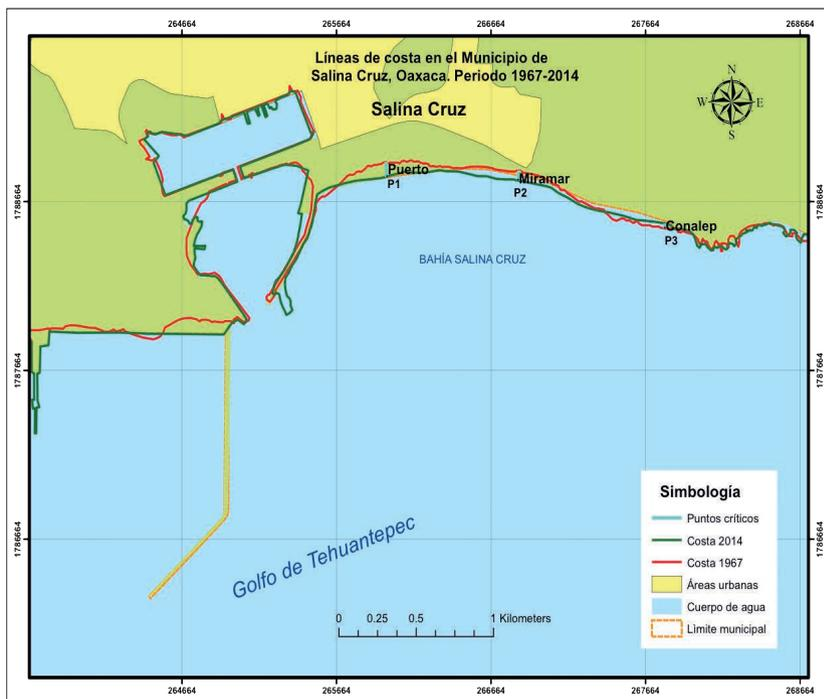 264664
265664
266664
267664
268664
Líneas de costa en el Municipio de
Salina Cruz, Oaxaca. Periodo 1967-2014
Salina Cruz
N
W
E
S
Puerto
P1
Miramar
P2
Conalep
P3
1788664
1788664
BAHÍA SALINA CRUZ
1787664
1787664
Simbología
Puntos críticos
Costa 2014
Costa 1967
Áreas urbanas
Cuerpo de agua
Lìmite municipal
1786664
1786664
Golfo de Tehuantepec
0 0.25 0.5 1 Kilometers
264664
265664
266664
267664
268664